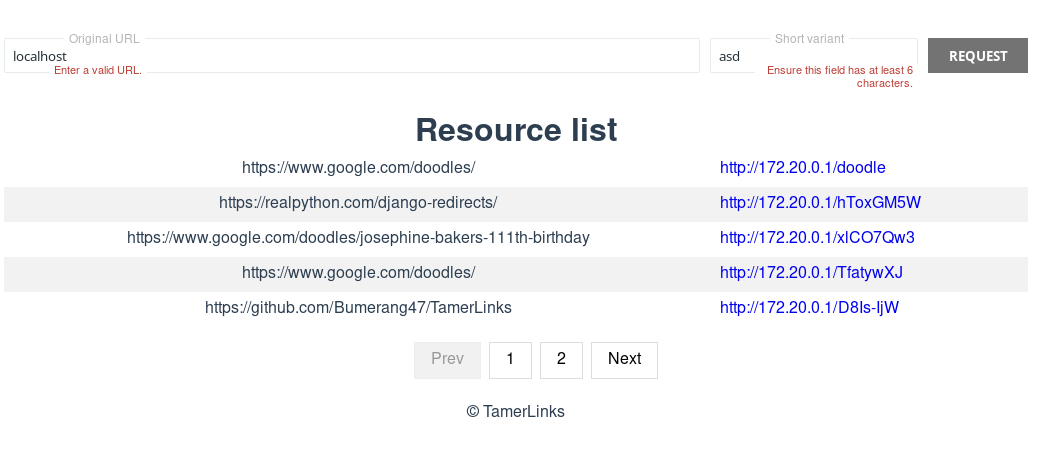 Original URL Short variant
localhost asd REQUEST
Enter a valid URL. Ensure this field has at least 6
characters.
Resource list
https://www.google.com/doodles/ http://172.20.0.1/doodle
https://realpython.com/django-redirects/ http://172.20.0.1/hToxGM5W
https://www.google.com/doodles/josephine-bakers-111th-birthday http://172.20.0.1/xlCO7Qw3
https://www.google.com/doodles/ http://172.20.0.1/TfatywXJ
https://github.com/Bumerang47/TamerLinks http://172.20.0.1/D8Is-IjW
Prev 1 2 Next
© TamerLinks